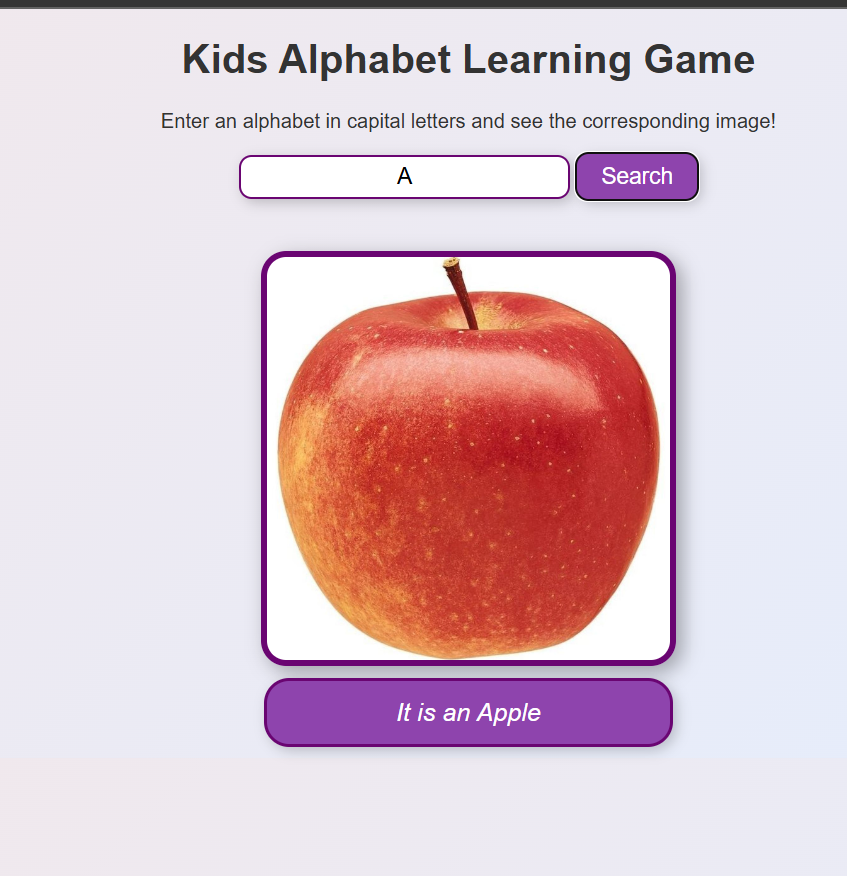 Kids Alphabet Learning Game
Enter an alphabet in capital letters and see the corresponding image!
A
Search
It is an Apple